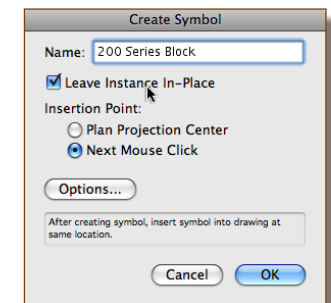 Create Symbol
Name: 200 Series Block
Leave Instance In-Place
Insertion Point:
Plan Projection Center
Next Mouse Click
Options...
After creating symbol, insert symbol into drawing at
same location.
Cancel OK